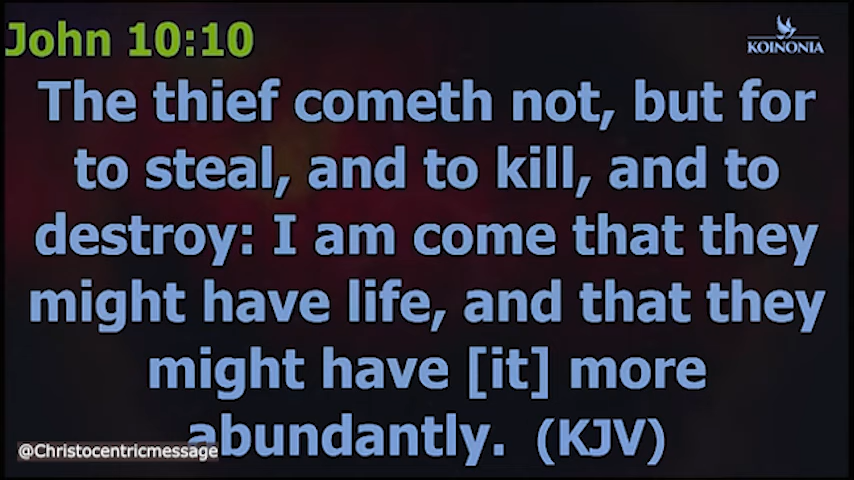 John 10:10
KOINONIA
The thief cometh not, but for
to steal, and to kill, and to
destroy: I am come that they
might have life, and that they
might have [it] more
abundantly. (KJV)
@Christocentricmessage